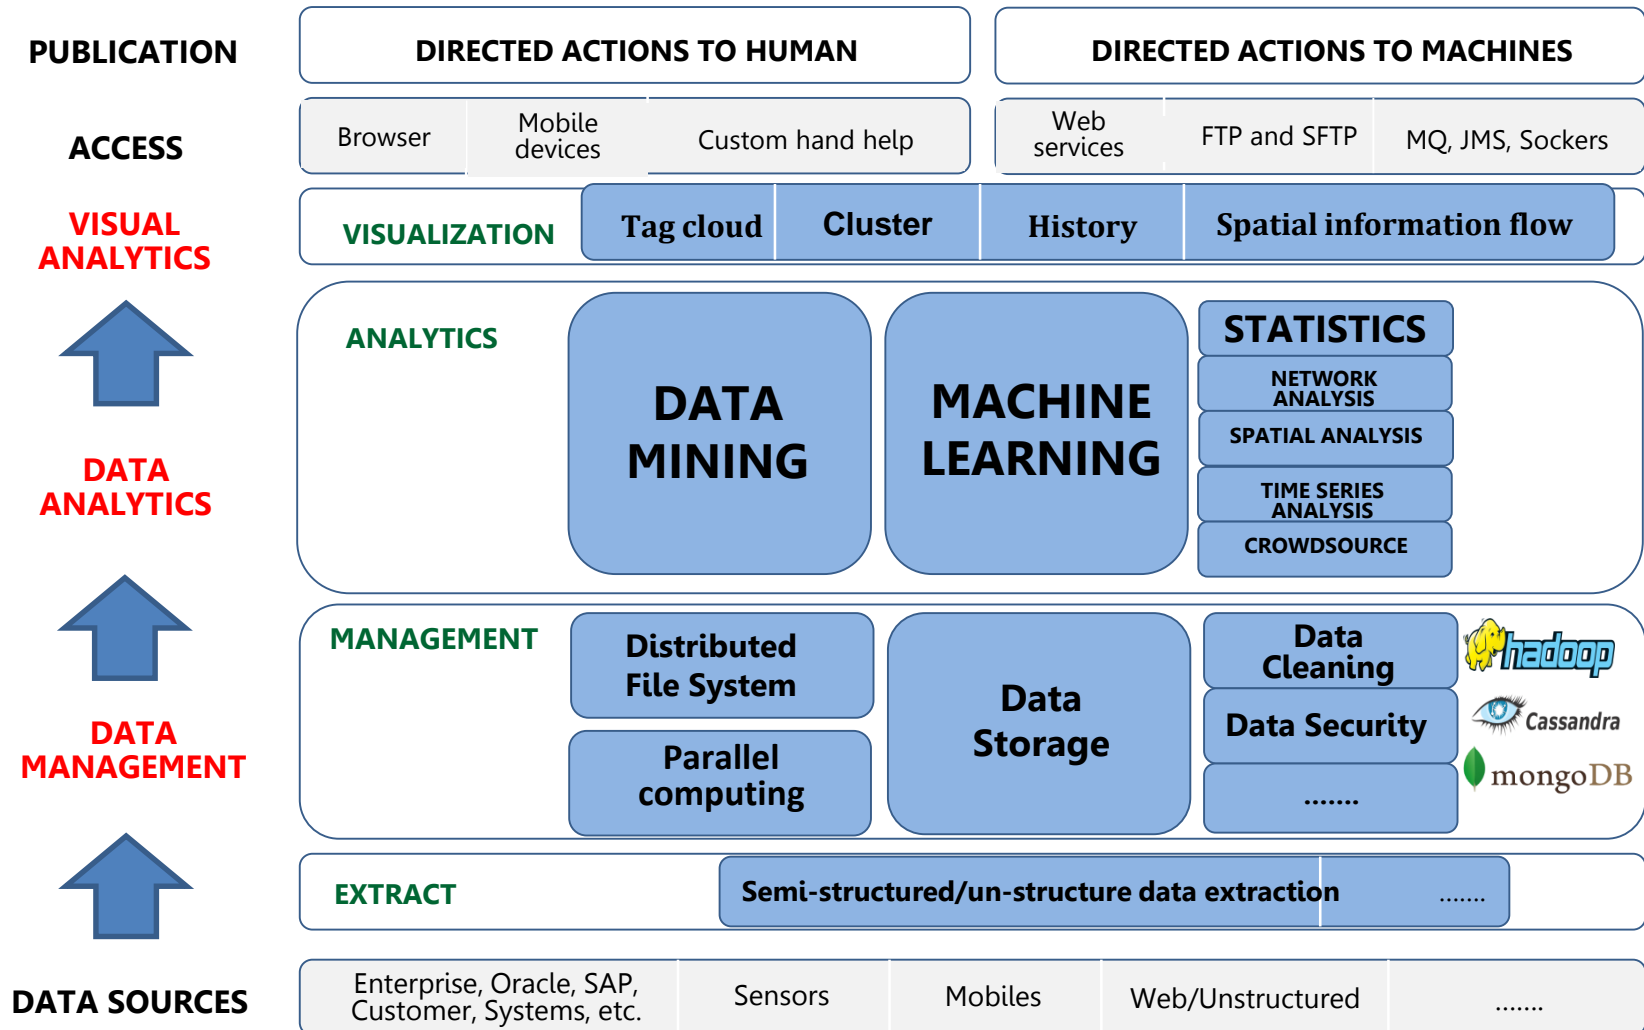 PUBLICATION
DIRECTED ACTIONS TO HUMAN
DIRECTED ACTIONS TO MACHINES
ACCESS
Browser
Mobile
devices
Custom hand help
Web
services
FTP and SFTP
MQ, JMS, Sockers
VISUAL
ANALYTICS
VISUALIZATION
Tag cloud
Cluster
History
Spatial information flow
ANALYTICS
DATA
MINING
MACHINE
LEARNING
STATISTICS
NETWORK
ANALYSIS
SPATIAL ANALYSIS
TIME SERIES
ANALYSIS
CROWDSOURCE
DATA
ANALYTICS
MANAGEMENT
Distributed
File System
Parallel
computing
Data
Storage
Data
Cleaning
Data Security
.......
hadoop
Cassandra
mongoDB
DATA
MANAGEMENT
EXTRACT
Semi-structured/un-structure data extraction
.......
DATA SOURCES
Enterprise, Oracle, SAP,
Customer, Systems, etc.
Sensors
Mobiles
Web/Unstructured
.......